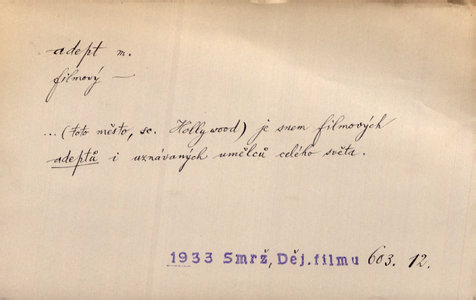 adept m.
filmový —
...(toto město, sc. Hollywood) je snem filmových
adeptů i uznávaných umělců celého světa.
1933 Smrž, Děj. filmu 603. 12.